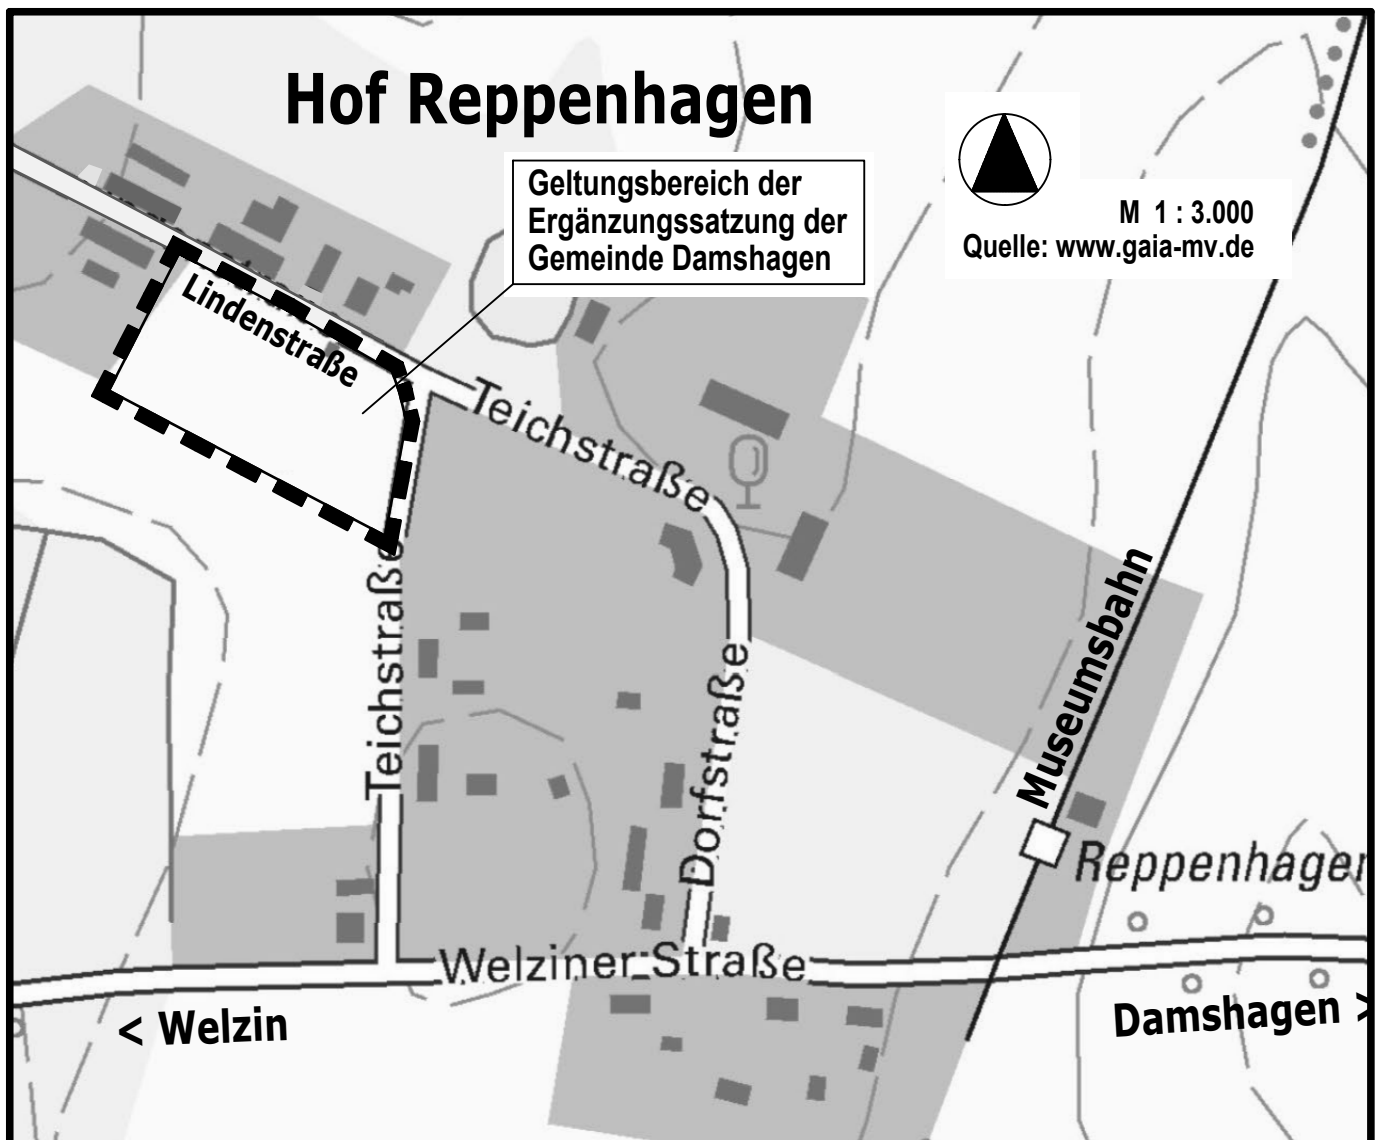 Hof Reppenhagen
Geltungsbereich der
Ergänzungssatzung der
Gemeinde Damshagen
M 1 : 3.000
Quelle: www.gaia-mv.de
Lindenstraße
Teichstraße
Teichstraße
Dorfstraße
Museumsbahn
Reppenhagen
Welziner Straße
< Welzin
Damshagen >